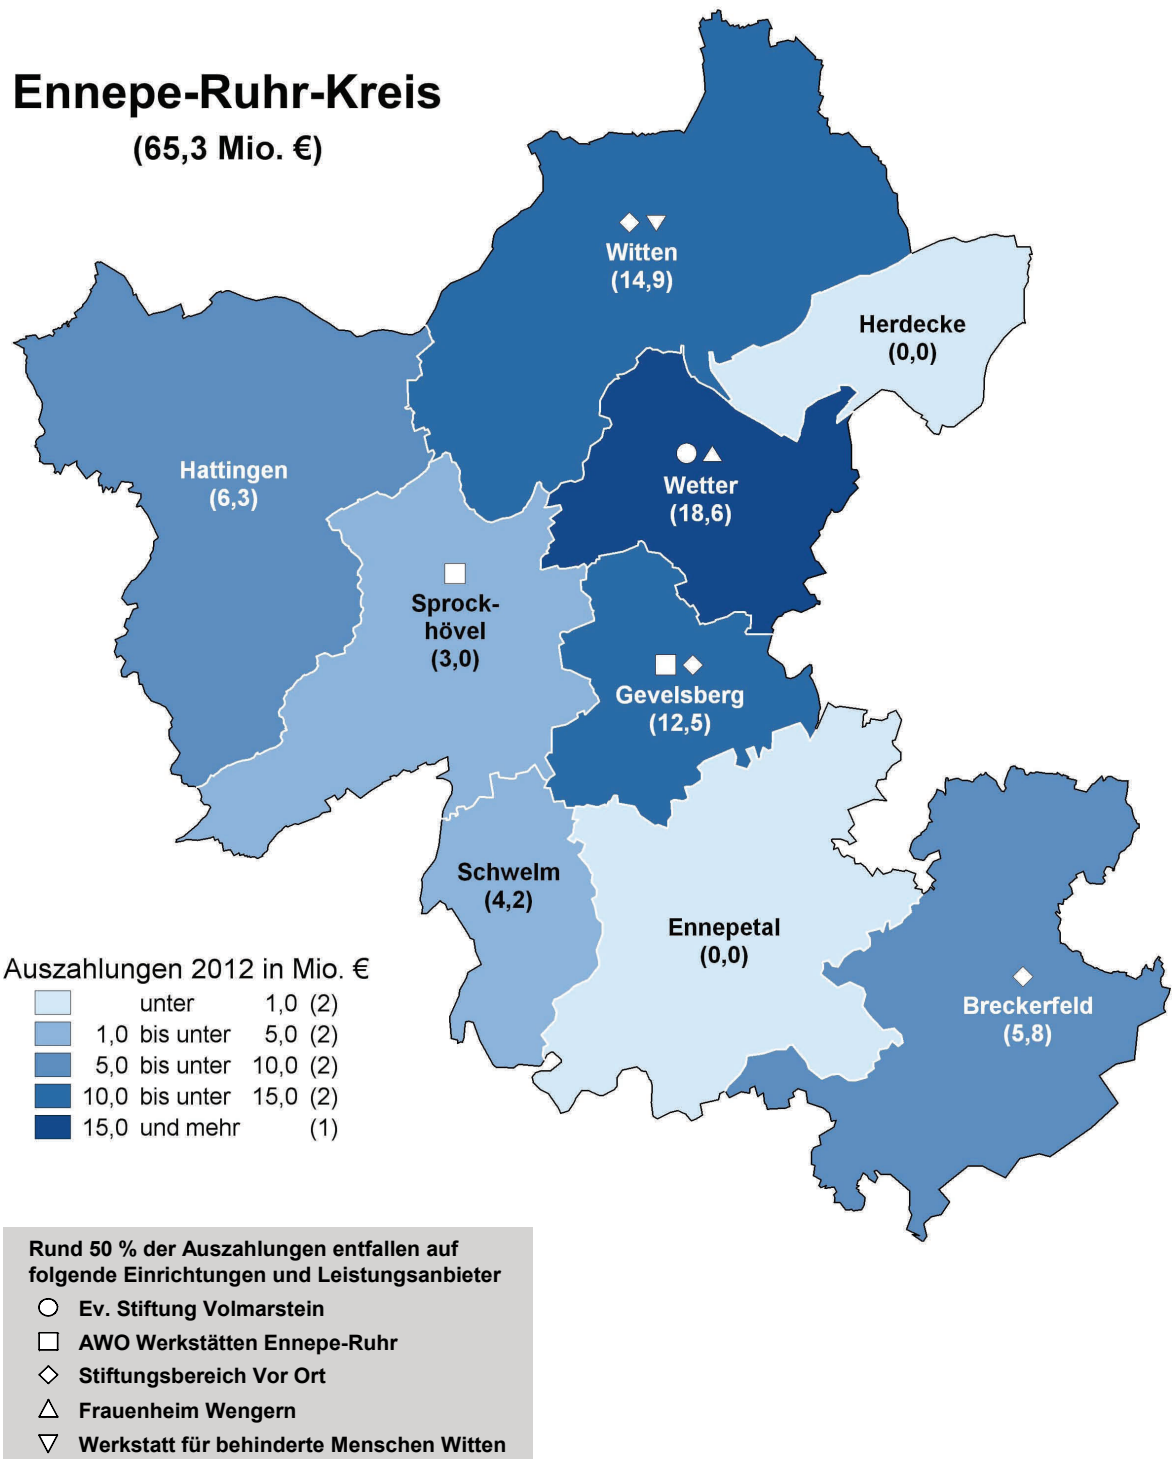 Ennepe-Ruhr-Kreis
(65,3 Mio. €)
Witten
(14,9)
Herdecke
(0,0)
Hattingen
(6,3)
Wetter
(18,6)
Sprock-
hövel
(3,0)
Gevelsberg
(12,5)
Schwelm
(4,2)
Ennepetal
(0,0)
Breckerfeld
(5,8)
Auszahlungen 2012 in Mio. €
unter 1,0 (2)
1,0 bis unter 5,0 (2)
5,0 bis unter 10,0 (2)
10,0 bis unter 15,0 (2)
15,0 und mehr (1)
Rund 50 % der Auszahlungen entfallen auf
folgende Einrichtungen und Leistungsanbieter
Ev. Stiftung Volmarstein
AWO Werkstätten Ennepe-Ruhr
Stiftungsbereich Vor Ort
Frauenheim Wengern
Werkstatt für behinderte Menschen Witten